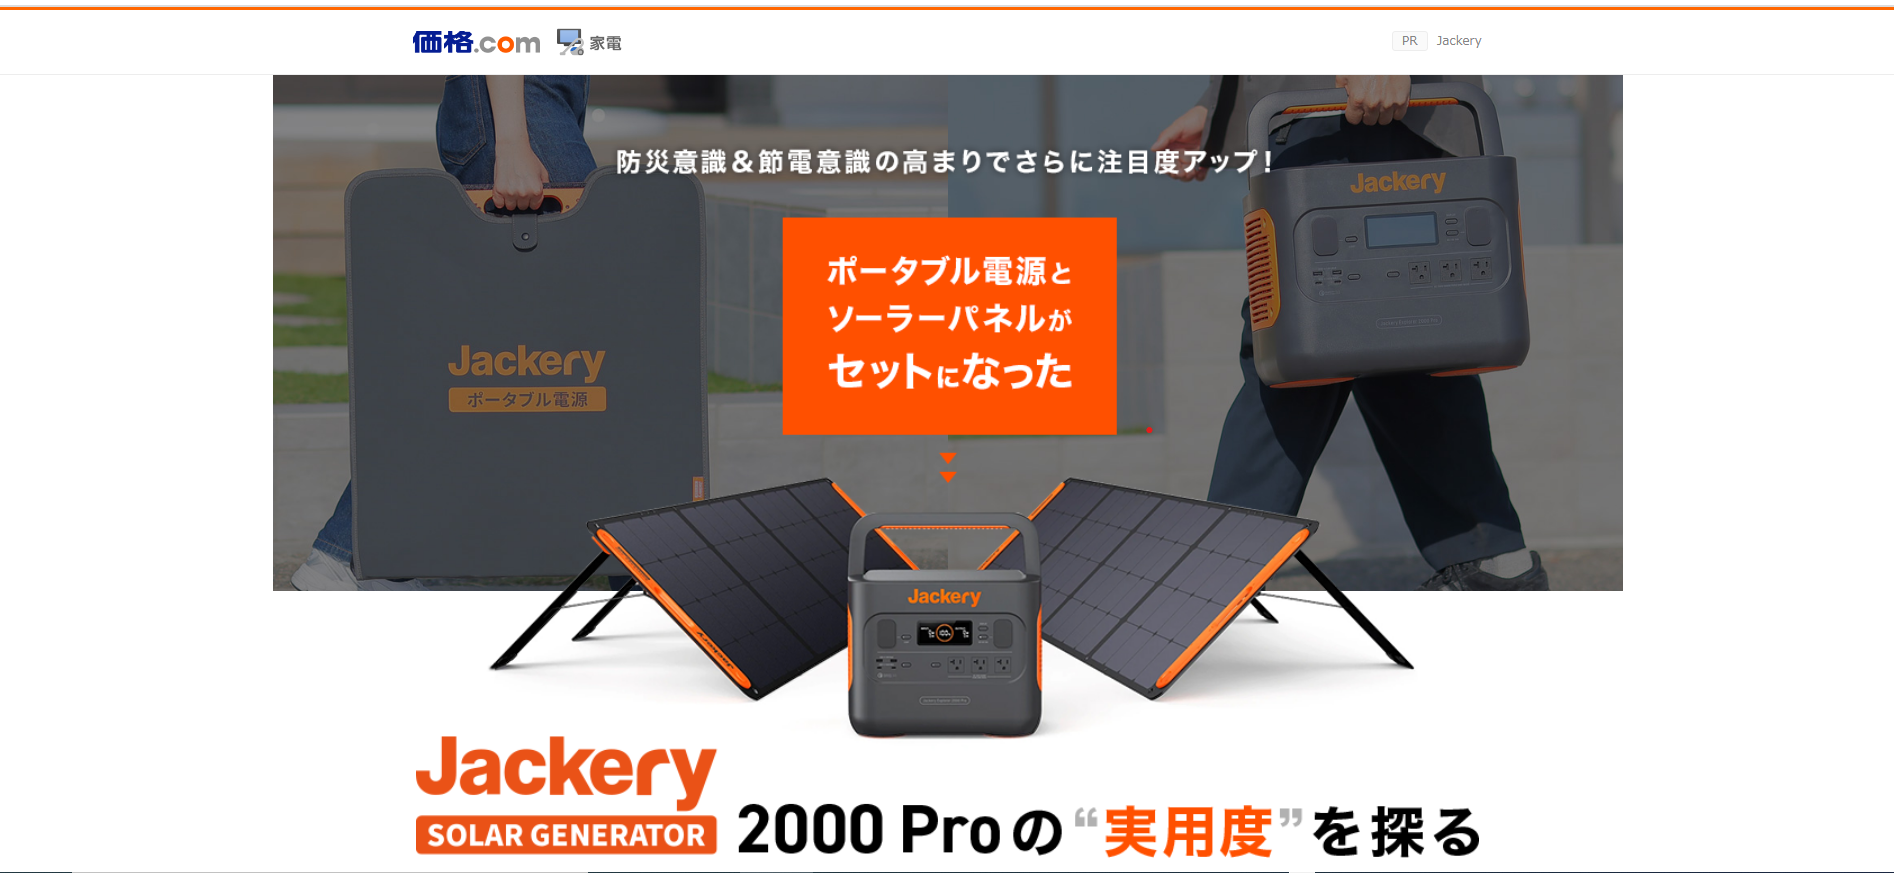 価格.com 家電
PR Jackery
防災意識＆節電意識の高まりでさらに注目度アップ！
Jackery
ポータブル電源と
ソーラーパネルが
セットになった
Jackery
ポータブル電源
Jackery
Jackery
SOLAR GENERATOR 2000 Proの“実用度”を探る